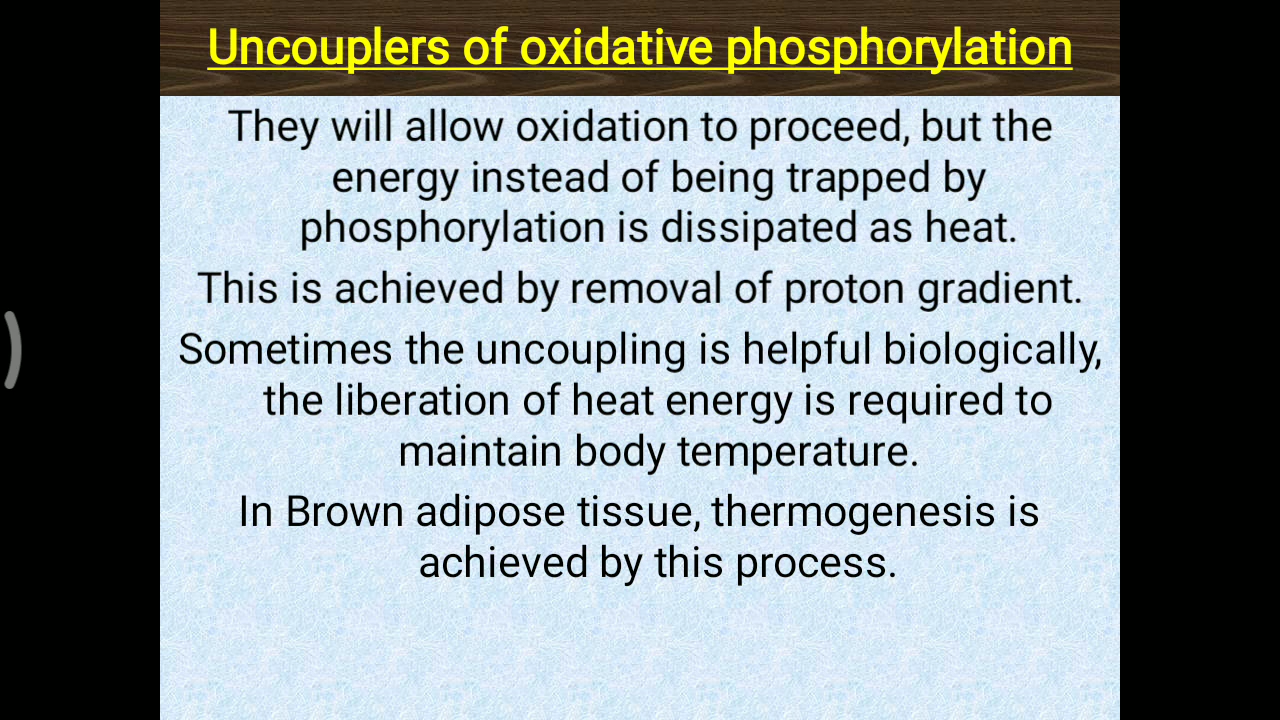 Uncouplers of oxidative phosphorylation
They will allow oxidation to proceed, but the
energy instead of being trapped by
phosphorylation is dissipated as heat.
This is achieved by removal of proton gradient.
Sometimes the uncoupling is helpful biologically,
the liberation of heat energy is required to
maintain body temperature.
In Brown adipose tissue, thermogenesis is
achieved by this process.